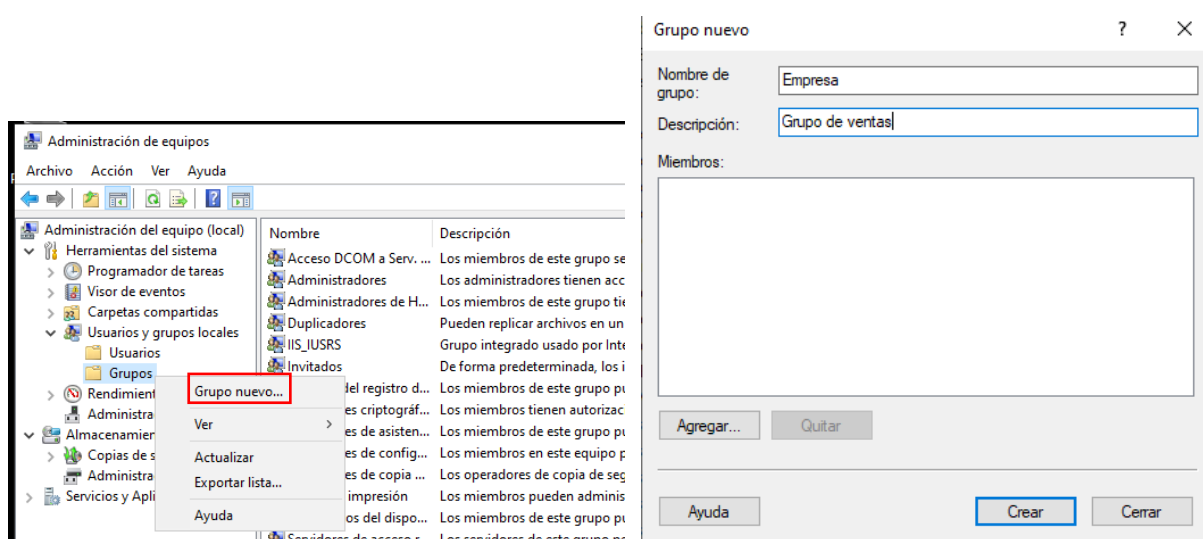 Administración de equipos
Archivo Acción Ver Ayuda
Administración del equipo (local)
Herramientas del sistema
Programador de tareas
Visor de eventos
Carpetas compartidas
Usuarios y grupos locales
Usuarios
Grupos
Rendimient
Administra
Almacenamier
Copias de s
Administra
Servicios y Apli
Grupo nuevo...
Ver
Actualizar
Exportar lista...
Ayuda
Nombre Descripción
Acceso DCOM a Serv. ... Los miembros de este grupo se
Administradores Los administradores tienen acc
Administradores de H... Los miembros de este grupo tie
Duplicadores Pueden replicar archivos en un
IIS_IUSRS Grupo integrado usado por Inte
Invitados De forma predeterminada, los i
del registro d... Los miembros de este grupo pu
es criptográf... Los miembros tienen autorizac
es de asisten... Los miembros de este grupo pu
es de config... Los miembros en este equipo p
es de copia ... Los operadores de copia de seg
impresión Los miembros pueden adminis
os del dispo... Los miembros de este grupo pu
Servidores de acceso r... Los servidores de este grupo
Grupo nuevo
?
Nombre de
grupo:
Empresa
Descripción: Grupo de ventas
Miembros:
Agregar... Quitar
Ayuda Crear Cerrar